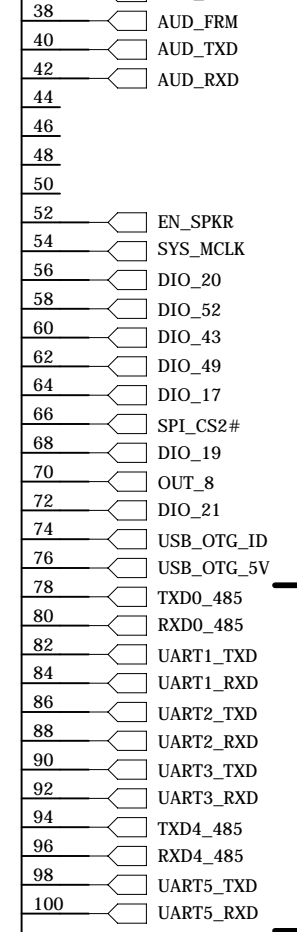 38 AUD_FRM
40 AUD_TXD
42 AUD_RXD
44
46
48
50
52 EN_SPKR
54 SYS_MCLK
56 DIO_20
58 DIO_52
60 DIO_43
62 DIO_49
64 DIO_17
66 SPI_CS2#
68 DIO_19
70 OUT_8
72 DIO_21
74 USB_OTG_ID
76 USB_OTG_5V
78 TXD0_485
80 RXD0_485
82 UART1_TXD
84 UART1_RXD
86 UART2_TXD
88 UART2_RXD
90 UART3_TXD
92 UART3_RXD
94 TXD4_485
96 RXD4_485
98 UART5_TXD
100 UART5_RXD